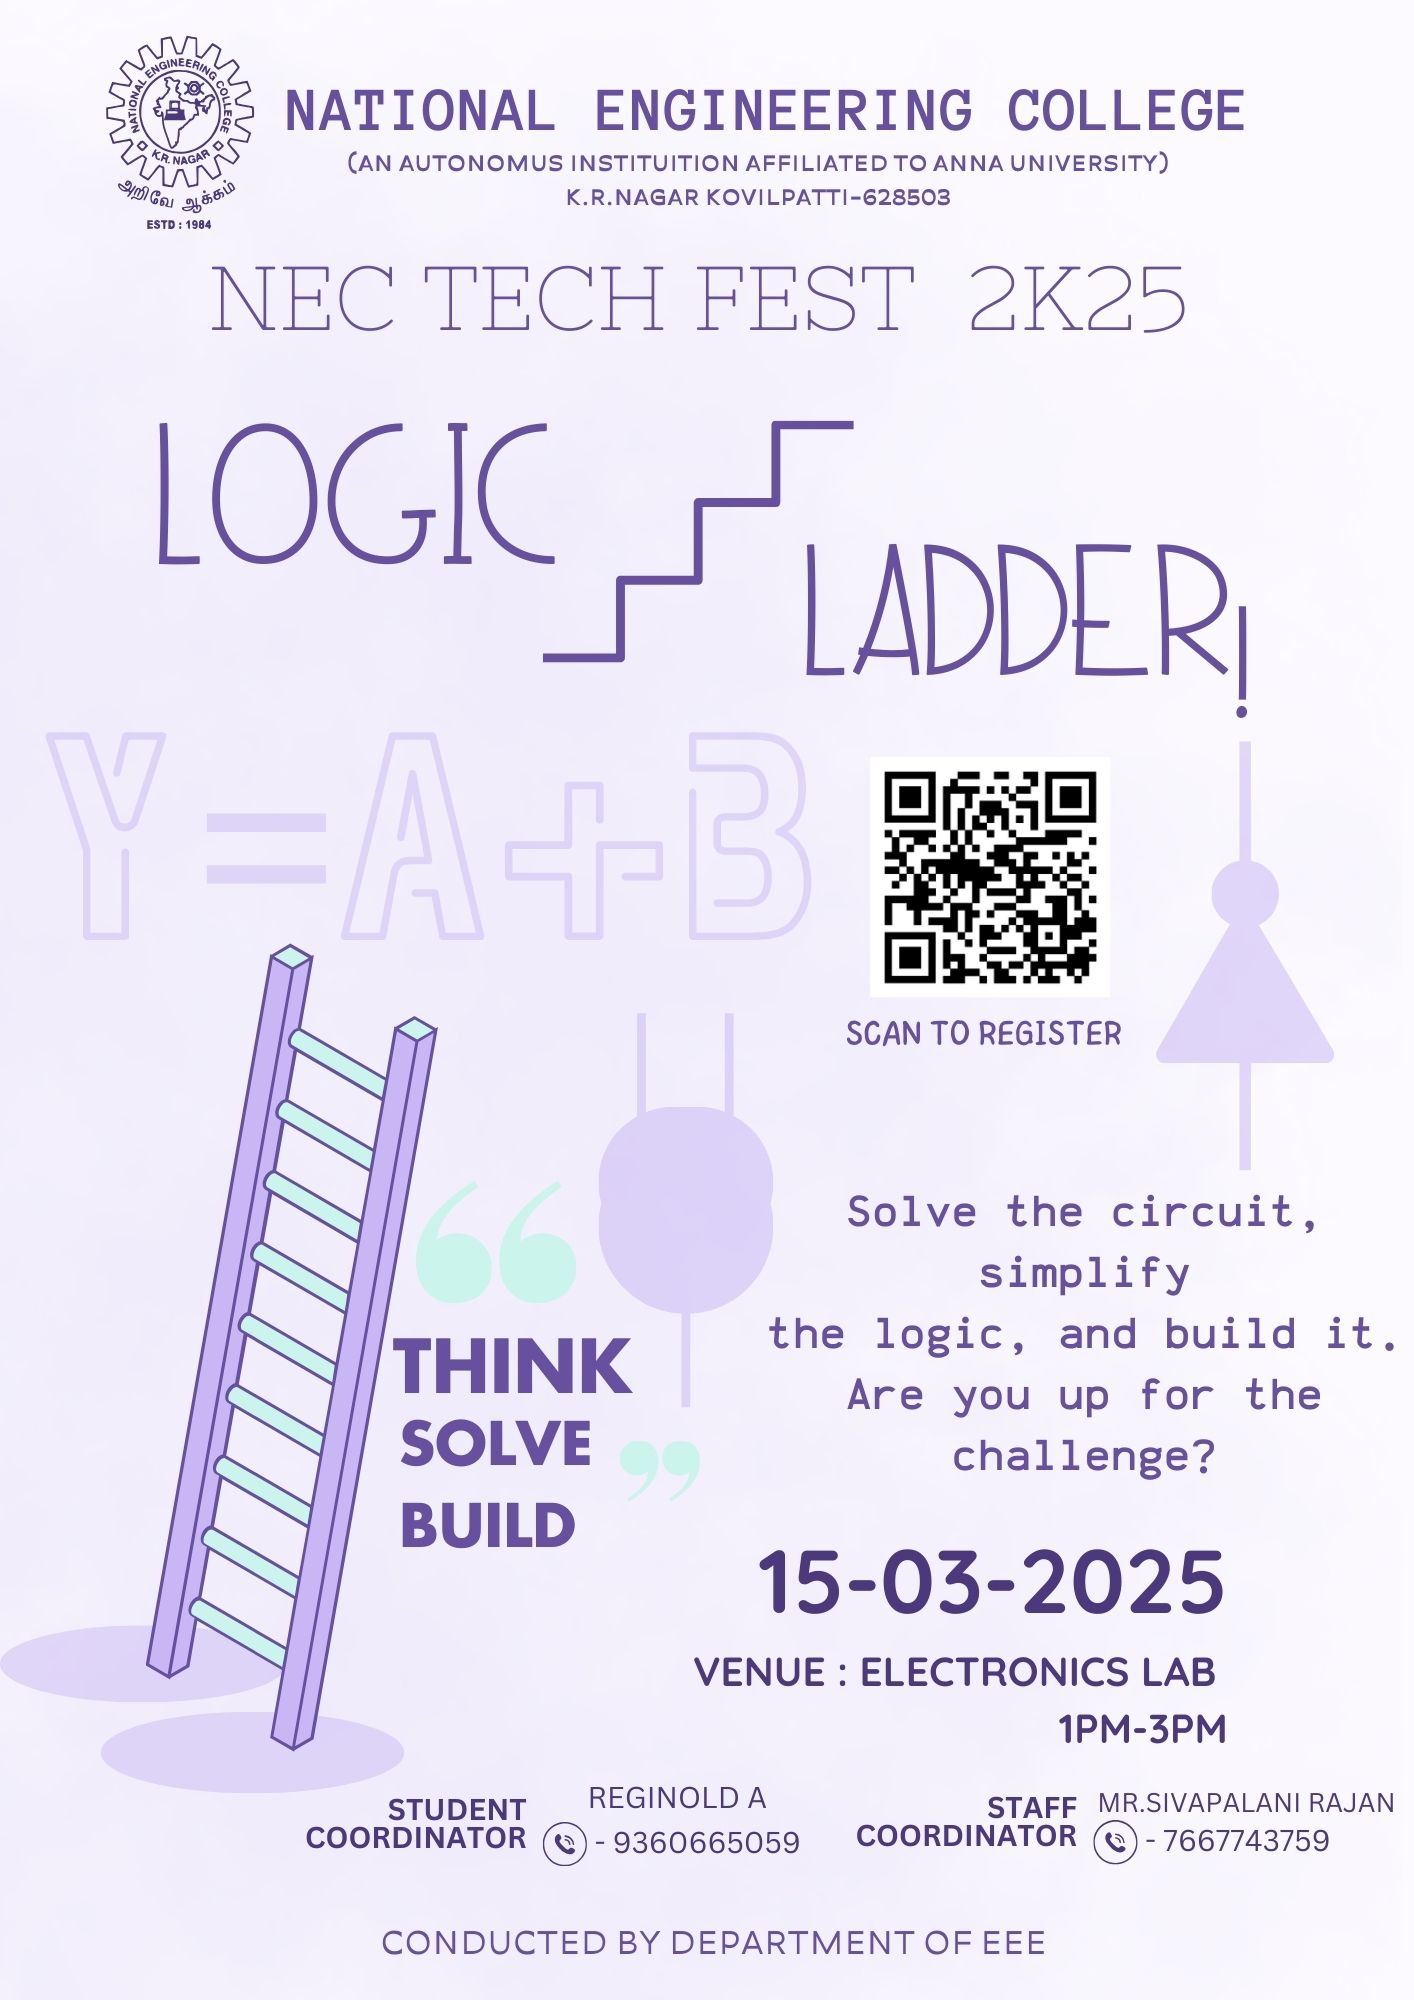 NATIONAL ENGINEERING COLLEGE
K.R. NAGAR
அறிவே ஆக்கம்
ESTD : 1984
NATIONAL ENGINEERING COLLEGE
(AN AUTONOMUS INSTITUITION AFFILIATED TO ANNA UNIVERSITY)
K.R.NAGAR KOVILPATTI-628503
NEC TECH FEST 2K25
LOGIC
LADDER!
Y=A+B
SCAN TO REGISTER
Solve the circuit,
simplify
the logic, and build it.
Are you up for the
challenge?
“THINK
SOLVE
BUILD”
15-03-2025
VENUE : ELECTRONICS LAB
1PM-3PM
STUDENT
COORDINATOR
REGINOLD A
- 9360665059
STAFF
COORDINATOR
MR.SIVAPALANI RAJAN
- 7667743759
CONDUCTED BY DEPARTMENT OF EEE